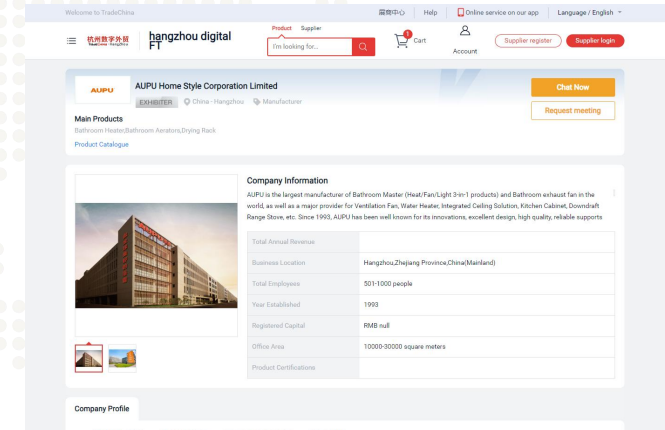 Welcome to TradeChina
展商中心
Help
Online service on our app
Language / English
杭州数字外贸
TradeChina · HangZhou
hangzhou digital
FT
Product
Supplier
I'm looking for...
Cart
Account
Supplier register
Supplier login
AUPU
AUPU Home Style Corporation Limited
EXHIBITER
China - Hangzhou
Manufacturer
Chat Now
Request meeting
Main Products
Bathroom Heater,Bathroom Aerators,Drying Rack
Product Catalogue
Company Information
AUPU is the largest manufacturer of Bathroom Master (Heat/Fan/Light 3-in-1 products) and Bathroom exhaust fan in the
world, as well as a major provider for Ventilation Fan, Water Heater, Integrated Ceiling Solution, Kitchen Cabinet, Downdraft
Range Stove, etc. Since 1993, AUPU has been well known for its innovations, excellent design, high quality, reliable supports
Total Annual Revenue
Business Location
Hangzhou,Zhejiang Province,China(Mainland)
Total Employees
501-1000 people
Year Established
1993
Registered Capital
RMB null
Office Area
10000-30000 square meters
Product Certifications
Company Profile